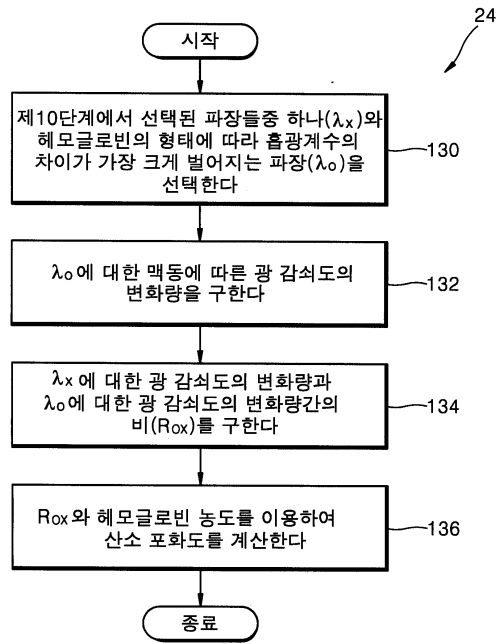 24
시작
제10단계에서 선택된 파장들중 하나(λx)와
헤모글로빈의 형태에 따라 흡광계수의
차이가 가장 크게 벌어지는 파장(λo)을
선택한다
130
λo에 대한 맥동에 따른 광 감쇠도의
변화량을 구한다
132
λx에 대한 광 감쇠도의 변화량과
λo에 대한 광 감쇠도의 변화량간의
비(Rox)를 구한다
134
Rox와 헤모글로빈 농도를 이용하여
산소 포화도를 계산한다
136
종료